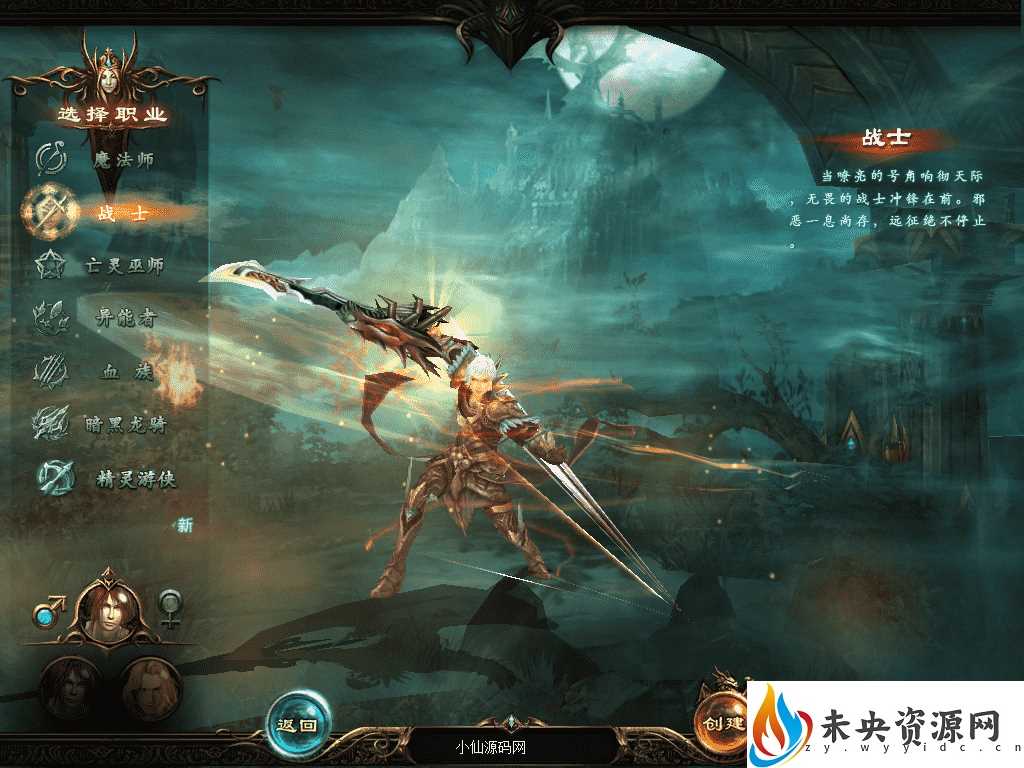 选择职业
魔法师
战士
亡灵巫师
异能者
血族
暗黑龙骑
精灵游侠
新
战士
当嘹亮的号角响彻天际
，无畏的战士冲锋在前。邪
恶一息尚存，远征绝不停止
。
返回
小仙源码网
创建
未央资源网
zy.wyyidc.cn